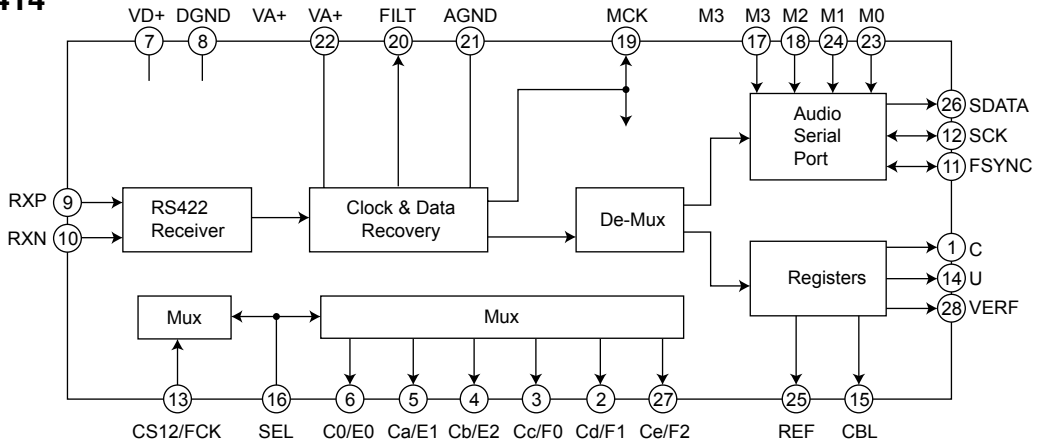 VD+ DGND VA+ VA+ FILT AGND MCK M3 M3 M2 M1 M0
7 8 22 20 21 19 17 18 24 23
Audio
Serial
Port
26 SDATA
12 SCK
11 FSYNC
RXP 9
RXN 10
RS422
Receiver
Clock & Data
Recovery
De-Mux
Registers
1 C
14 U
28 VERF
Mux
Mux
13 16 6 5 4 3 2 27 25 15
CS12/FCK SEL C0/E0 Ca/E1 Cb/E2 Cc/F0 Cd/F1 Ce/F2 REF CBL